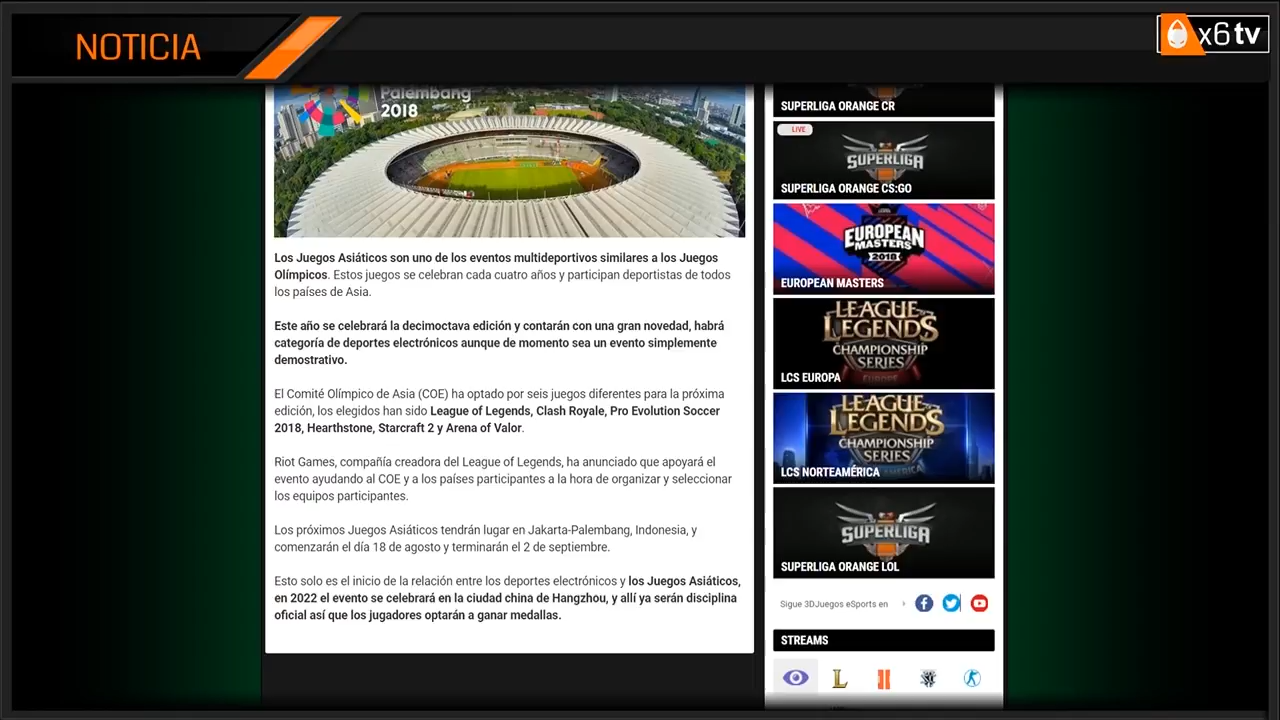 NOTICIA
x6tv
Palembang
2018
Los Juegos Asiáticos son uno de los eventos multideportivos similares a los Juegos
Olímpicos. Estos juegos se celebran cada cuatro años y participan deportistas de todos
los países de Asia.
Este año se celebrará la decimoctava edición y contarán con una gran novedad, habrá
categoría de deportes electrónicos aunque de momento sea un evento simplemente
demostrativo.
El Comité Olímpico de Asia (COE) ha optado por seis juegos diferentes para la próxima
edición, los elegidos han sido League of Legends, Clash Royale, Pro Evolution Soccer
2018, Hearthstone, Starcraft 2 y Arena of Valor.
Riot Games, compañía creadora del League of Legends, ha anunciado que apoyará el
evento ayudando al COE y a los países participantes a la hora de organizar y seleccionar
los equipos participantes.
Los próximos Juegos Asiáticos tendrán lugar en Jakarta-Palembang, Indonesia, y
comenzarán el día 18 de agosto y terminarán el 2 de septiembre.
Esto solo es el inicio de la relación entre los deportes electrónicos y los Juegos Asiáticos,
en 2022 el evento se celebrará en la ciudad china de Hangzhou, y allí ya serán disciplina
oficial así que los jugadores optarán a ganar medallas.
SUPERLIGA ORANGE CR
LIVE
SUPERLIGA
SUPERLIGA ORANGE CS:GO
EUROPEAN
MASTERS
2018
EUROPEAN MASTERS
LEAGUE
LEGENDS
CHAMPIONSHIP
SERIES
EUROPE
LCS EUROPA
LEAGUE
LEGENDS
CHAMPIONSHIP
SERIES
LCS NORTEAMÉRICA
SUPERLIGA
SUPERLIGA ORANGE LOL
Sigue 3DJuegos eSports en
STREAMS